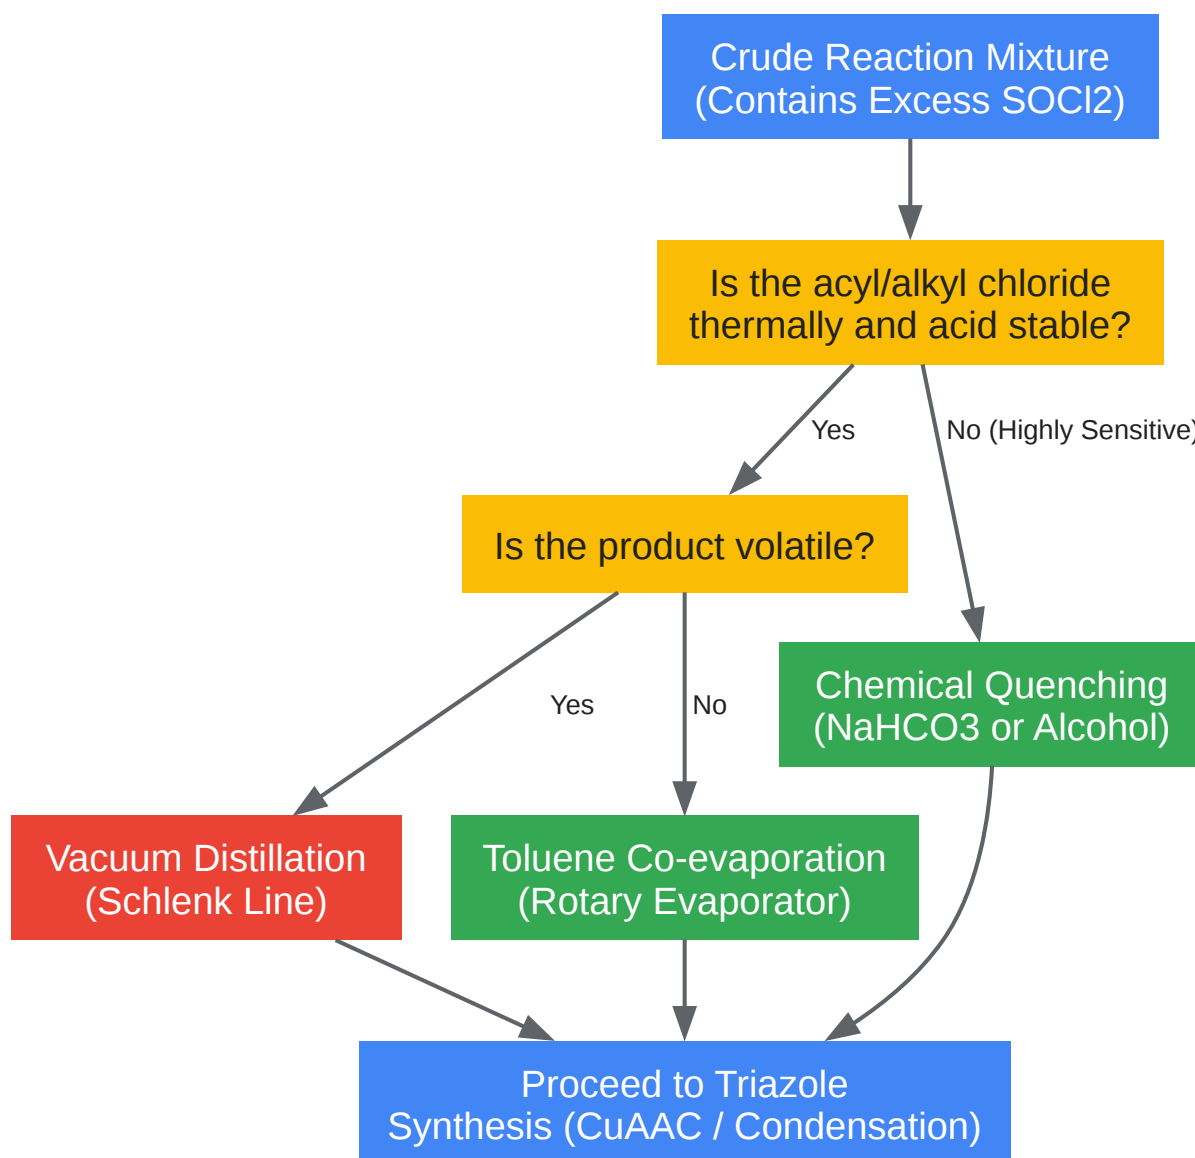 Crude Reaction Mixture
(Contains Excess SOCl2)
Is the acyl/alkyl chloride
thermally and acid stable?
Yes
No (Highly Sensitive)
Is the product volatile?
Chemical Quenching
(NaHCO3 or Alcohol)
Yes
No
Vacuum Distillation
(Schlenk Line)
Toluene Co-evaporation
(Rotary Evaporator)
Proceed to Triazole
Synthesis (CuAAC / Condensation)